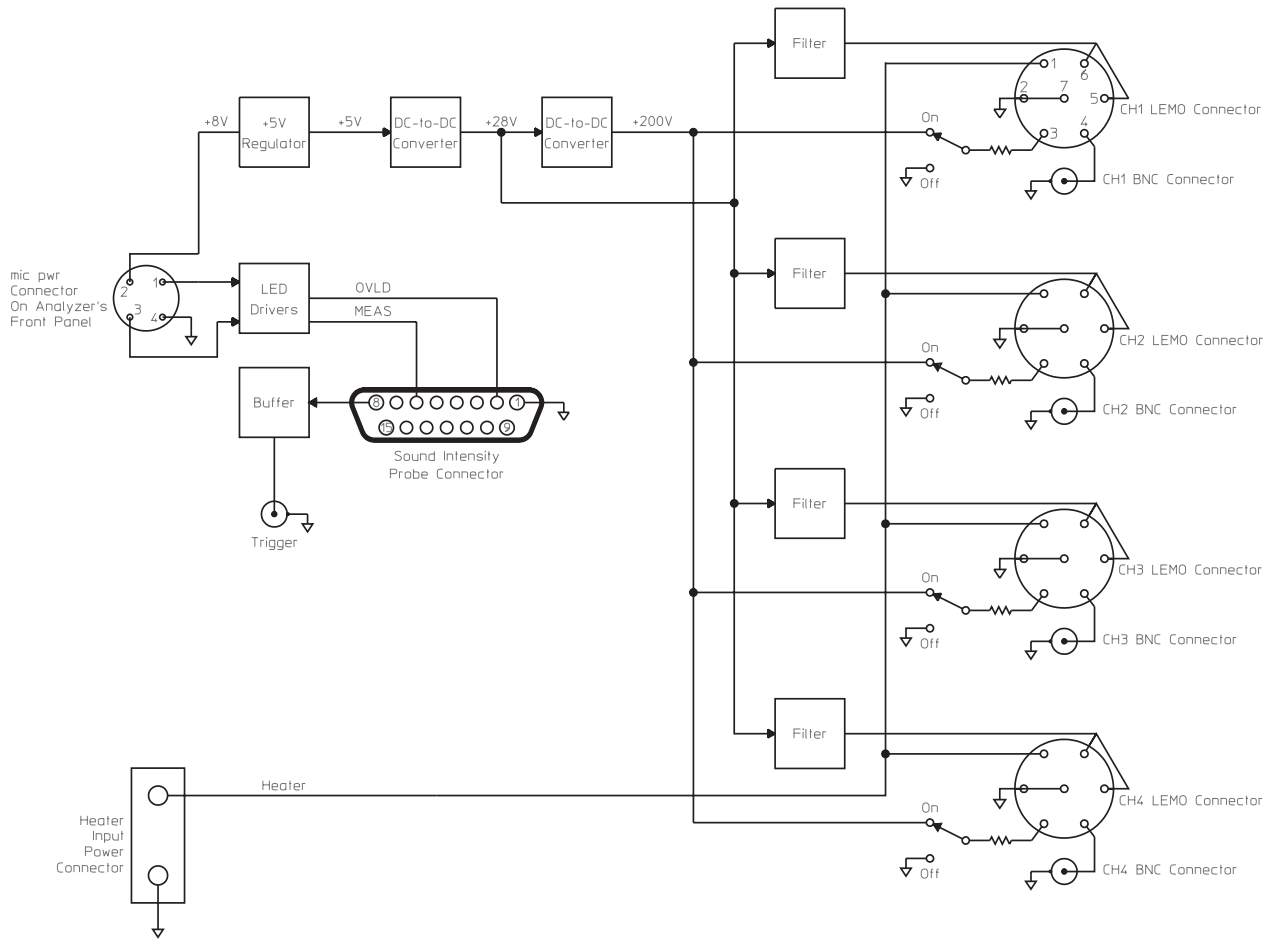 Filter
1
6
2
7
5
CH1 LEMO Connector
3
4
On
Off
CH1 BNC Connector
+8V
+5V
Regulator
+5V
DC-to-DC
Converter
+28V
DC-to-DC
Converter
+200V
mic pwr
Connector
On Analyzer's
Front Panel
2
1
3
4
LED
Drivers
OVLD
MEAS
Buffer
8
1
15
9
Sound Intensity
Probe Connector
Trigger
Filter
CH2 LEMO Connector
On
Off
CH2 BNC Connector
Filter
CH3 LEMO Connector
On
Off
CH3 BNC Connector
Filter
CH4 LEMO Connector
On
Off
CH4 BNC Connector
Heater
Heater
Input
Power
Connector